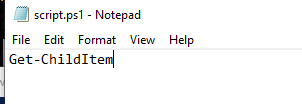 script.ps1 - Notepad
File Edit Format View Help
Get-ChildItem